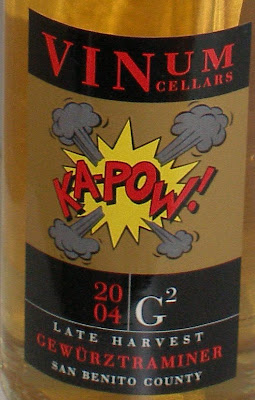 VINUM
CELLARS
KA-POW!
20
04
G²
LATE HARVEST
GEWÜRZTRAMINER
SAN BENITO COUNTY